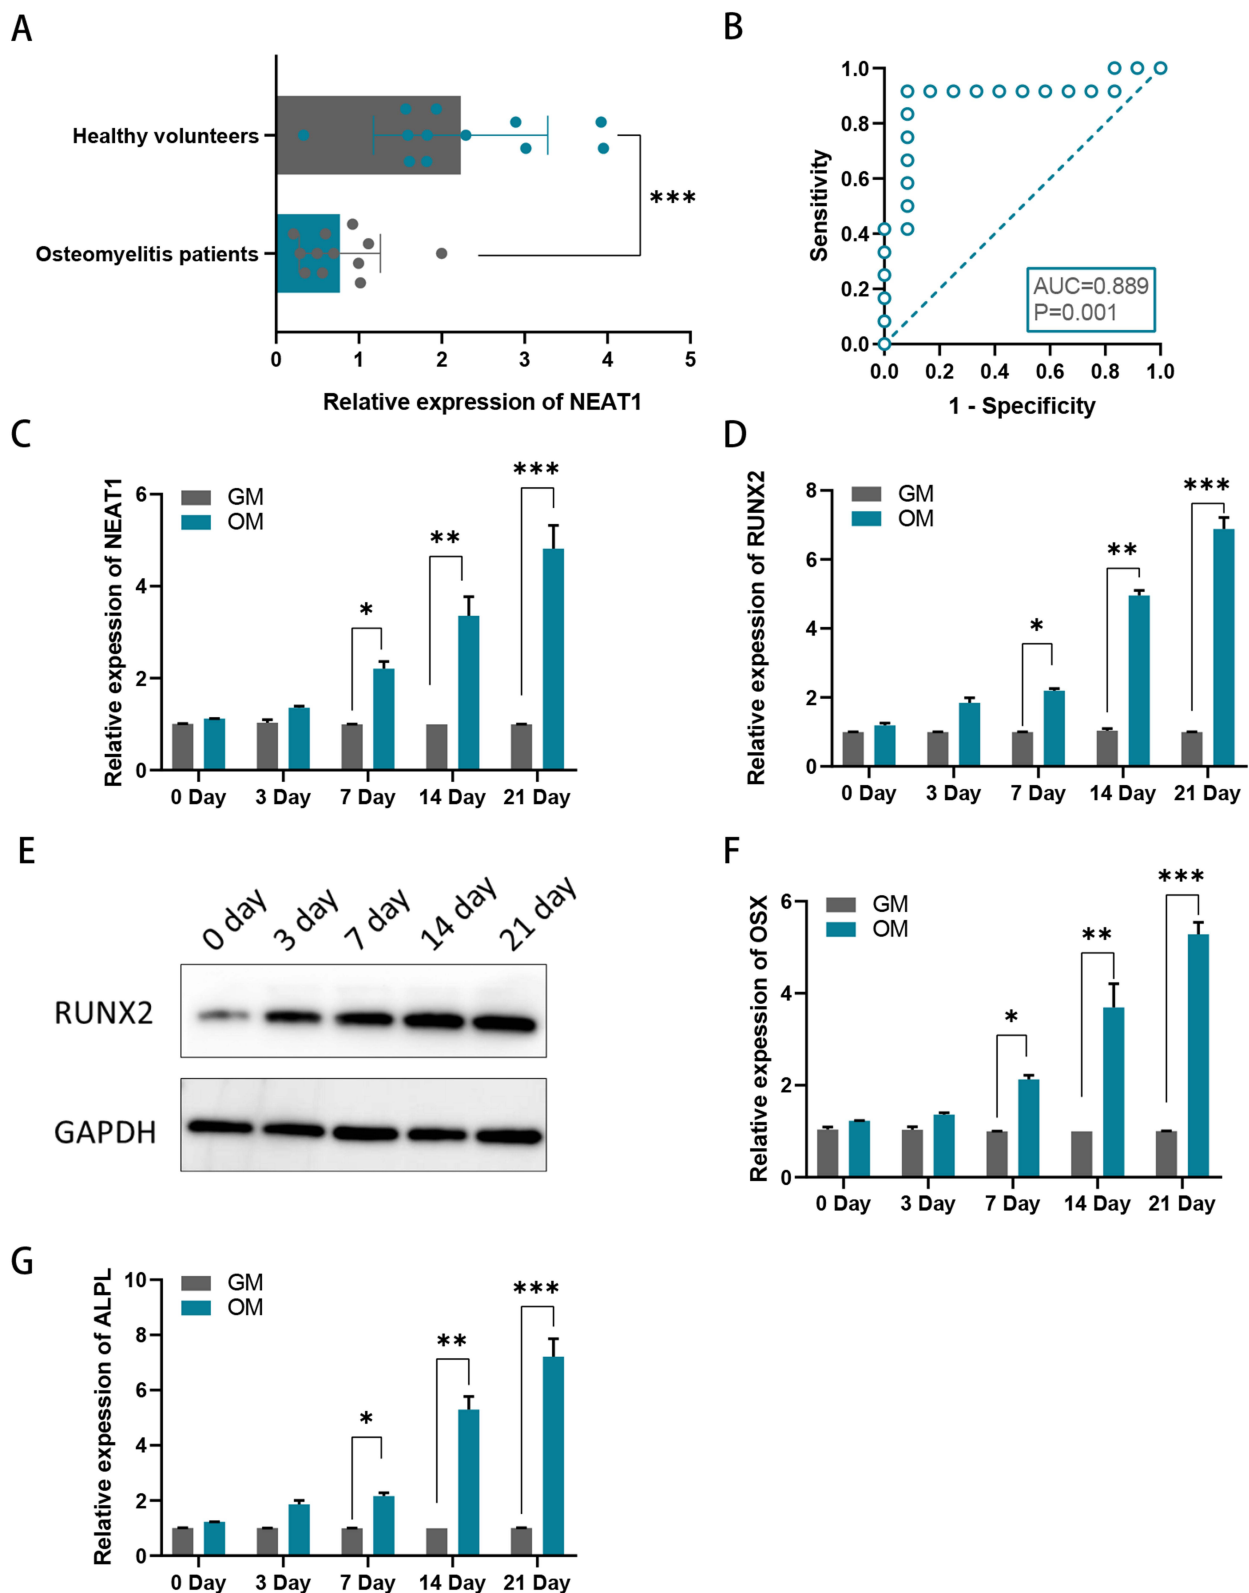 A
Healthy volunteers
Osteomyelitis patients
***
0 1 2 3 4 5
Relative expression of NEAT1
B
Sensitivity
1.0
0.8
0.6
0.4
0.2
0.0
AUC=0.889
P=0.001
0.0 0.2 0.4 0.6 0.8 1.0
1 - Specificity
C
Relative expession of NEAT1
6
4
2
0
GM
OM
*
**
***
0 Day 3 Day 7 Day 14 Day 21 Day
D
Relative expession of RUNX2
8
6
4
2
0
GM
OM
*
**
***
0 Day 3 Day 7 Day 14 Day 21 Day
E
0 day 3 day 7 day 14 day 21 day
RUNX2
GAPDH
F
Relative expession of OSX
6
4
2
0
GM
OM
*
**
***
0 Day 3 Day 7 Day 14 Day 21 Day
G
Relative expession of ALPL
10
8
6
4
2
0
GM
OM
*
**
***
0 Day 3 Day 7 Day 14 Day 21 Day